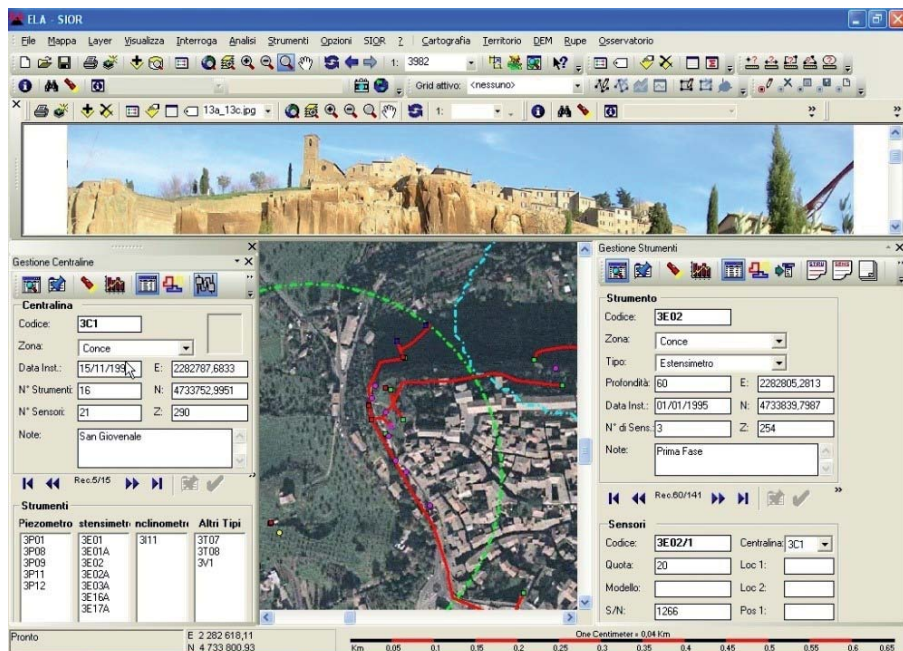 ELA - SIOR
File Mappa Layer Visualizza Interroga Analisi Strumenti Opzioni SIOR ? Cartografia Territorio DEM Rupe Osservatorio
1: 3982
Grid attivo: <nessuno>
13a_13c.jpg 1:
Gestione Centraline
Centralina
Codice: 3C1
Zona: Conce
Data Inst.: 15/11/199 E: 2282787,6833
N° Strumenti: 16 N: 4733752,9951
N° Sensori: 21 Z: 290
Note: San Giovenale
Rec.5/15
Strumenti
Piezometro stensimetro nclinometro Altri Tipi
3P01 3E01 3I11 3T07
3P08 3E01A 3T08
3P09 3E02 3V1
3P11 3E02A
3P12 3E03A
3E16A
3E17A
Gestione Strumenti
Strumento
Codice: 3E02
Zona: Conce
Tipo: Estensimetro
Profondità: 60 E: 2282805,2813
Data Inst.: 01/01/1995 N: 4733839,7987
N° di Sens.: 3 Z: 254
Note: Prima Fase
Rec.60/141
Sensori
Codice: 3E02/1 Centralina: 3C1
Quota: 20 Loc 1:
Modello: Loc 2:
S/N: 1266 Pos 1:
Pronto
E 2 282 618,11
N 4 733 800,93
One Centimeter = 0,04 Km
Km 0.05 0.1 0.15 0.2 0.25 0.3 0.35 0.4 0.45 0.5 0.55 0.6 0.65